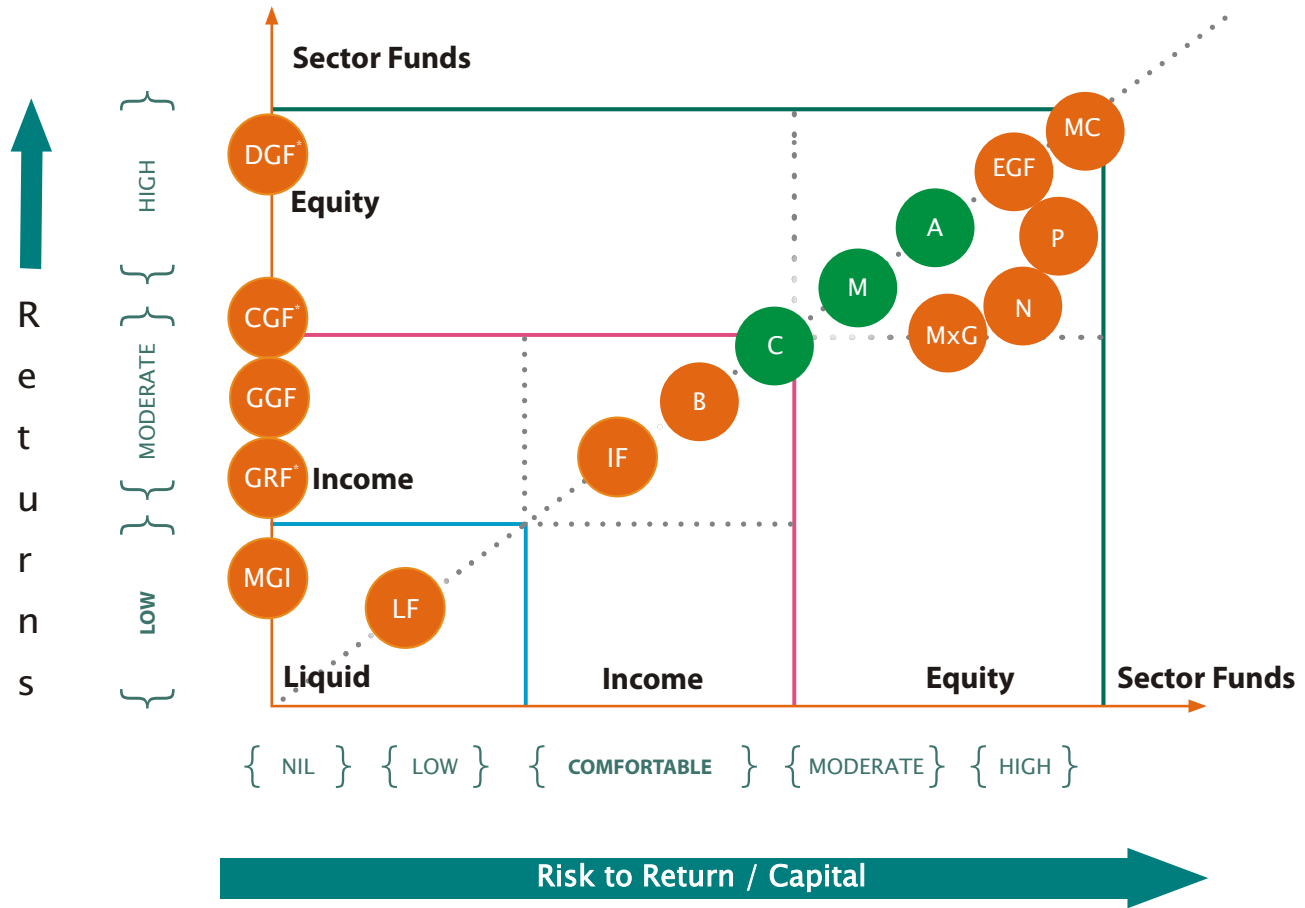 Sector Funds
MC
DGF*
EGF
HIGH
Equity
A
P
M
N
CGF*
MxG
C
Returns
MODERATE
GGF
B
IF
GRF*
Income
MGI
LF
LOW
Liquid
Income
Equity
Sector Funds
{ NIL } { LOW } { COMFORTABLE } { MODERATE } { HIGH }
Risk to Return / Capital